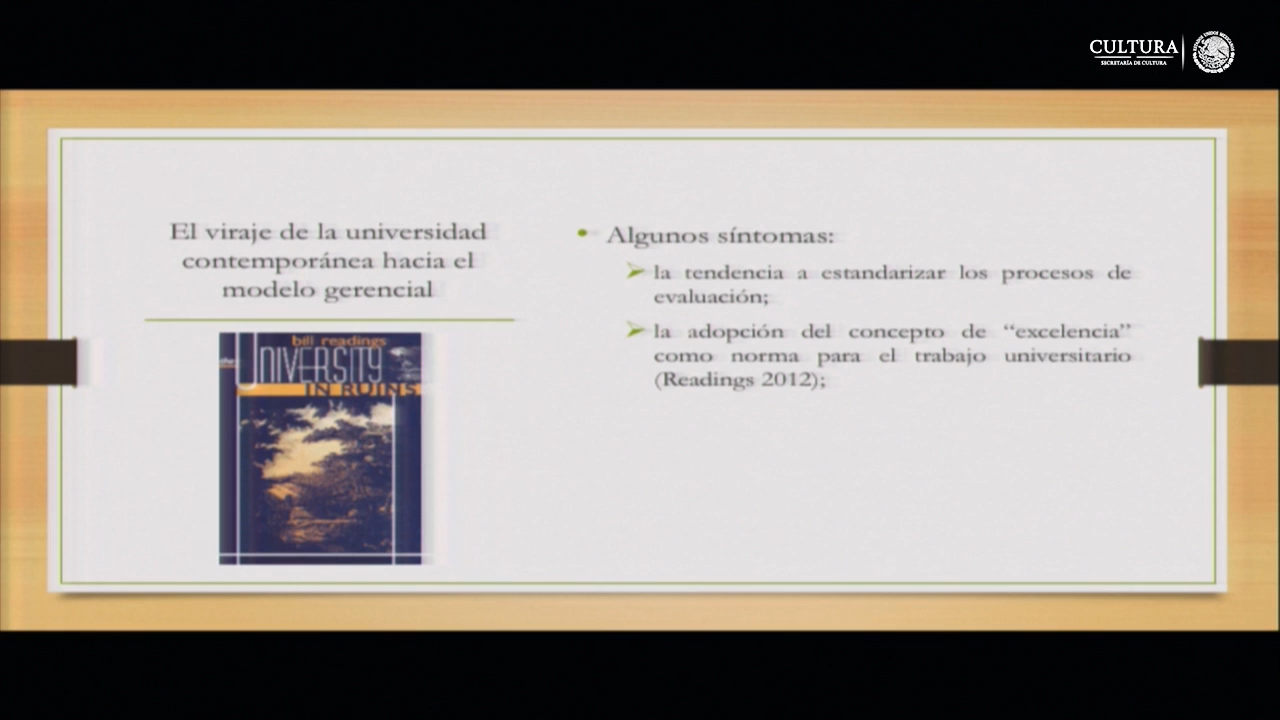 CULTURA
SECRETARÍA DE CULTURA
El viraje de la universidad
contemporánea hacia el
modelo gerencial
bill readings
UNIVERSITY
IN RUINS
• Algunos síntomas:
la tendencia a estandarizar los procesos de
evaluación;
la adopción del concepto de “excelencia”
como norma para el trabajo universitario
(Readings 2012);